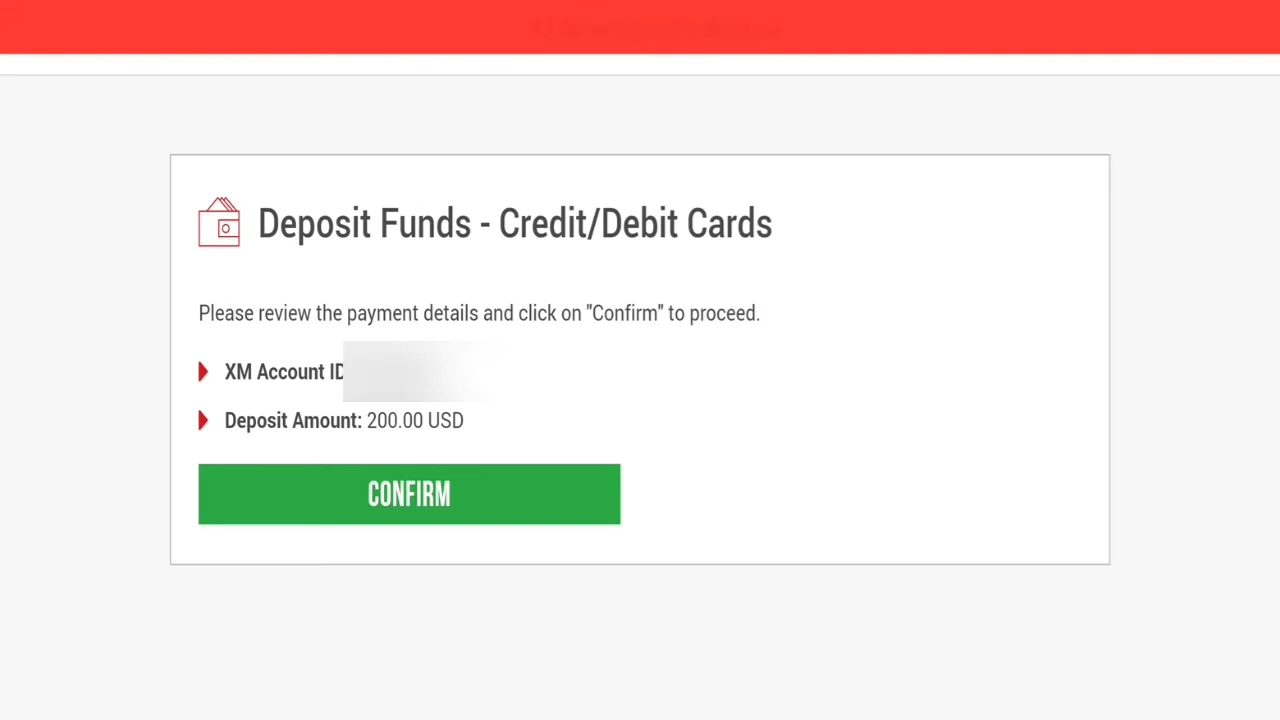 Deposit Funds - Credit/Debit Cards
Please review the payment details and click on "Confirm" to proceed.
XM Account ID
Deposit Amount: 200.00 USD
CONFIRM